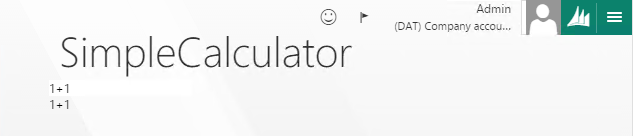 Admin
(DAT) Company accou...
SimpleCalculator
1+1
1+1